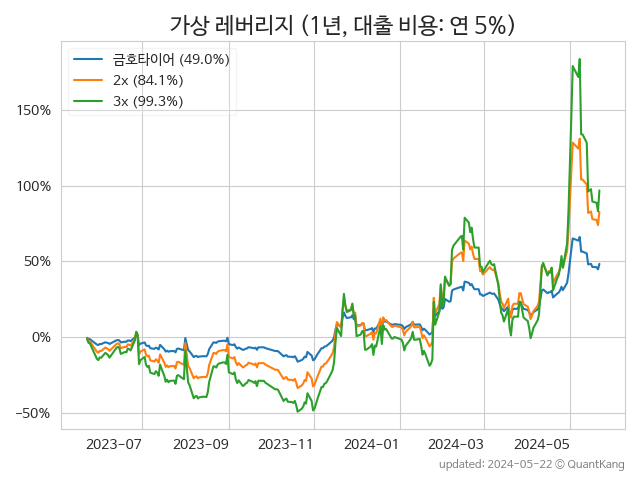 가상 레버리지 (1년, 대출 비용: 연 5%)
금호타이어 (49.0%)
2x (84.1%)
3x (99.3%)
150%
100%
50%
0%
−50%
2023-07
2023-09
2023-11
2024-01
2024-03
2024-05
updated: 2024-05-22 © QuantKang